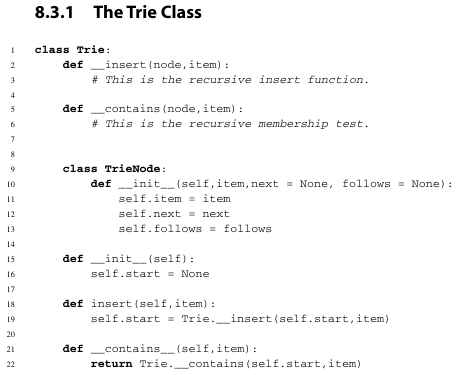 8.3.1 The Trie Class
1 class Trie:
2 def __insert(node,item):
3 # This is the recursive insert function.
4
5 def __contains(node,item):
6 # This is the recursive membership test.
7
8
9 class TrieNode:
10 def __init__(self,item,next = None, follows = None):
11 self.item = item
12 self.next = next
13 self.follows = follows
14
15 def __init__(self):
16 self.start = None
17
18 def insert(self,item):
19 self.start = Trie.__insert(self.start,item)
20
21 def __contains__(self,item):
22 return Trie.__contains(self.start,item)